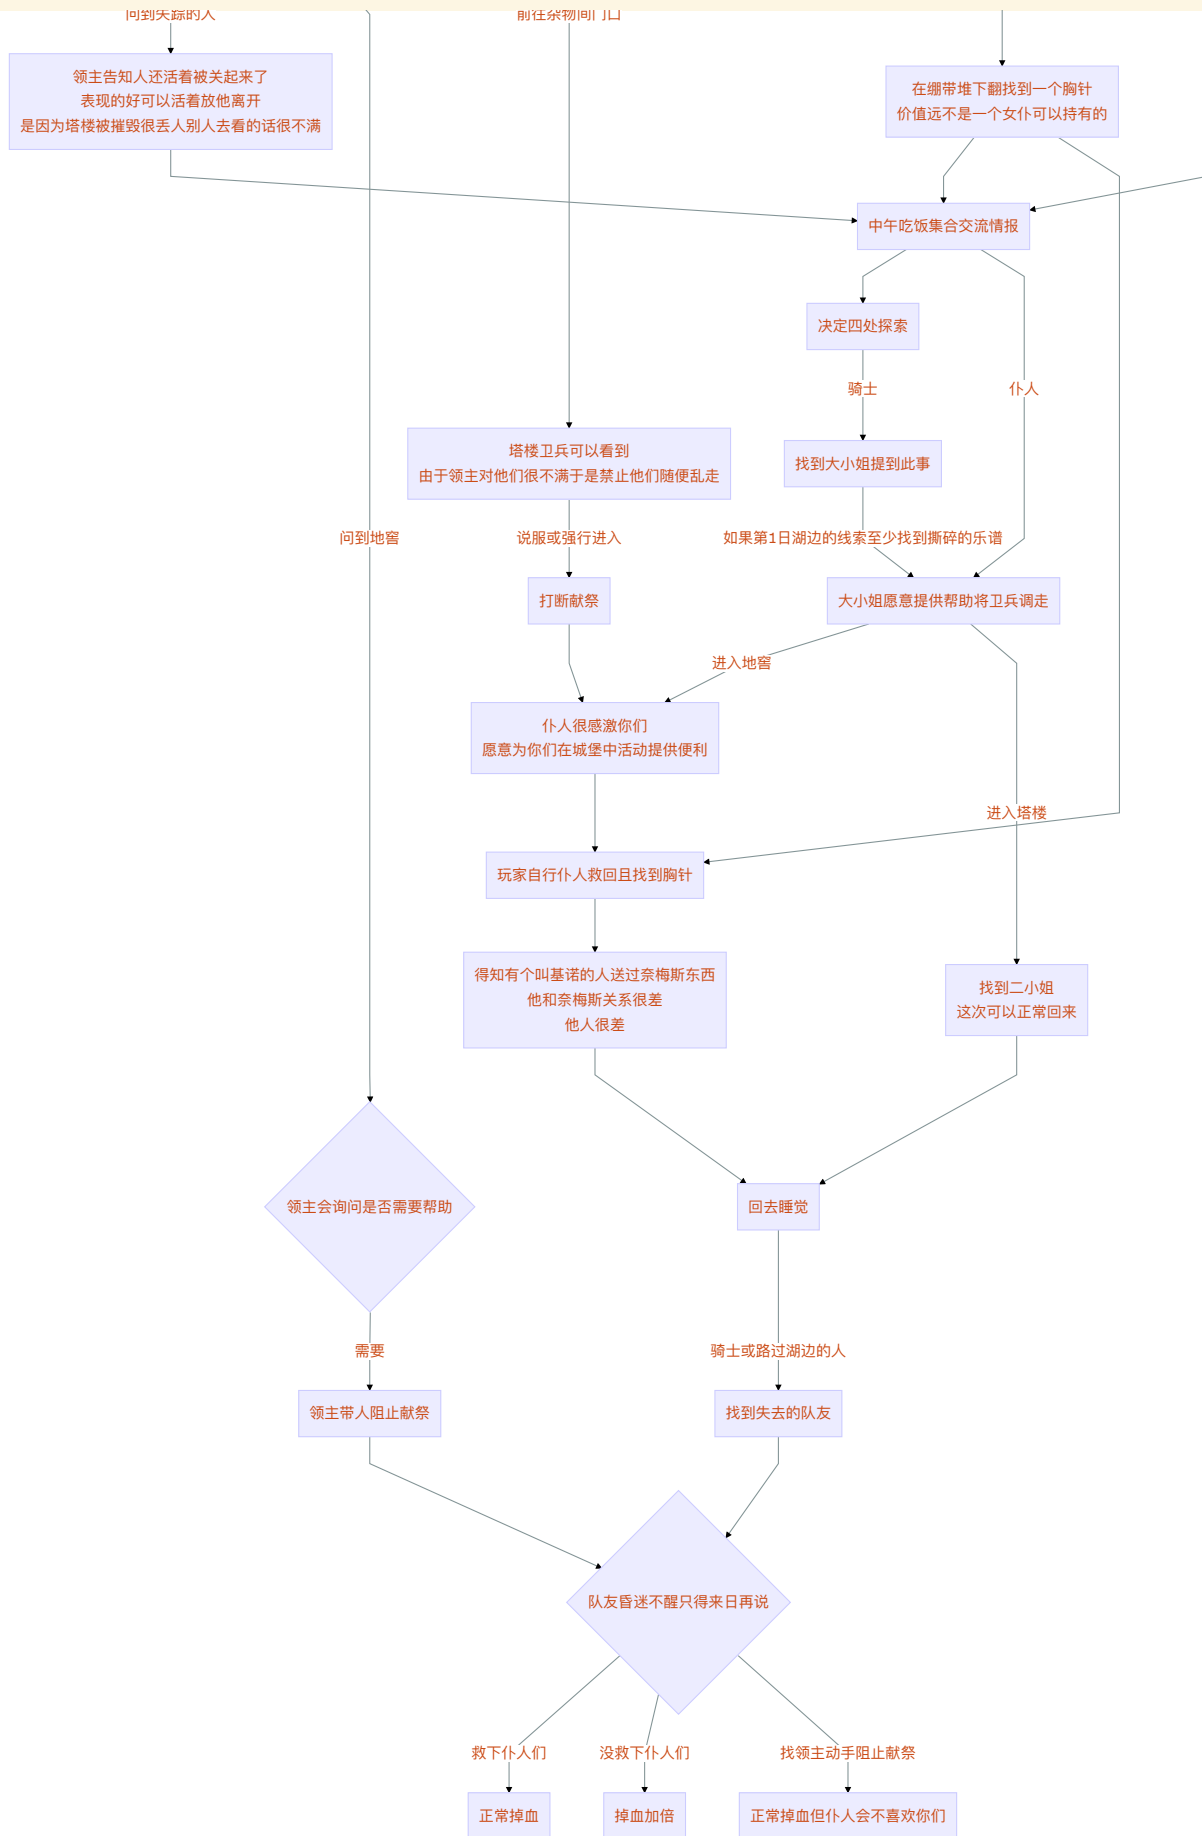 问到失踪的人
前往杂物间门口
领主告知人还活着被关起来了
表现的好可以活着放他离开
是因为塔楼被摧毁很丢人别人去看的话很不满
在绷带堆下翻找到一个胸针
价值远不是一个女仆可以持有的
中午吃饭集合交流情报
决定四处探索
骑士
仆人
塔楼卫兵可以看到
由于领主对他们很不满于是禁止他们随便乱走
找到大小姐提到此事
问到地窖
说服或强行进入
如果第1日湖边的线索至少找到撕碎的乐谱
打断献祭
大小姐愿意提供帮助将卫兵调走
进入地窖
仆人很感激你们
愿意为你们在城堡中活动提供便利
进入塔楼
玩家自行仆人救回且找到胸针
得知有个叫基诺的人送过奈梅斯东西
他和奈梅斯关系很差
他人很差
找到二小姐
这次可以正常回来
领主会询问是否需要帮助
回去睡觉
需要
骑士或路过湖边的人
领主带人阻止献祭
找到失去的队友
队友昏迷不醒只得来日再说
救下仆人们
没救下仆人们
找领主动手阻止献祭
正常掉血
掉血加倍
正常掉血但仆人会不喜欢你们